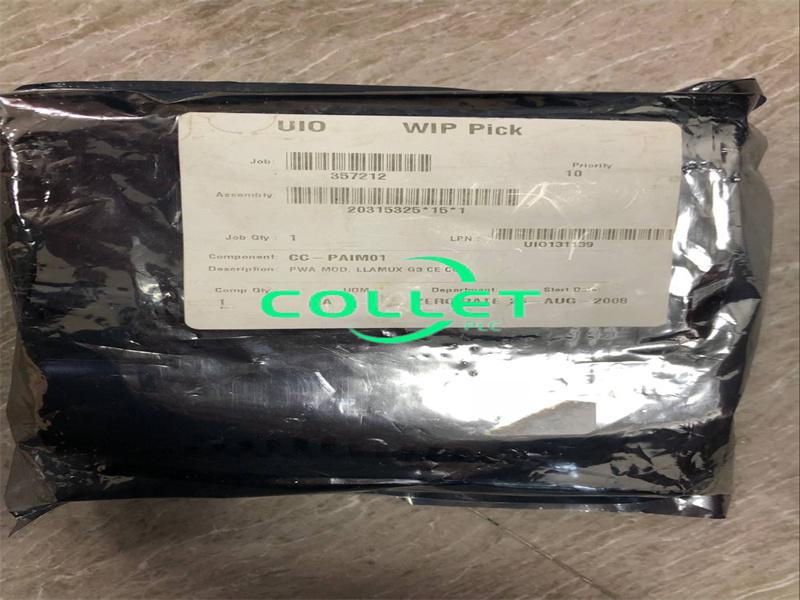 UIO WIP Pick
Job: 357212
Priority 10
Assembly: 20315325*15*1
Job Qty : 1
LPN : UIO131139
Component: CC-PAIM01
Description: PWA MOD, LLAMUX G3 CE
Comp Qty UOM Department Start Date
1 AUG - 2008
COLLET
PLC